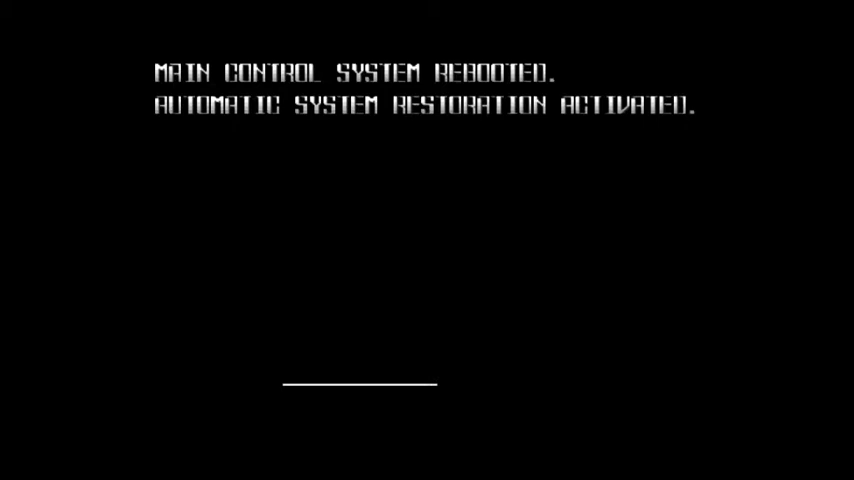 MAIN CONTROL SYSTEM REBOOTED.
AUTOMATIC SYSTEM RESTORATION ACTIVATED.